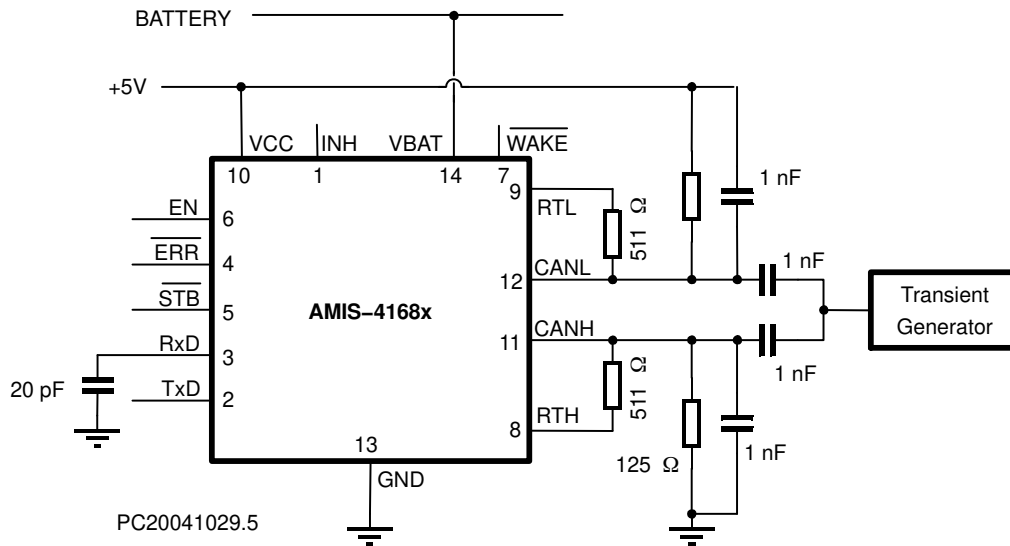 BATTERY
+5V
VCC
INH
VBAT
WAKE
10
1
14
7
9
RTL
511 Ω
1 nF
EN
6
ERR
4
12
CANL
1 nF
STB
5
AMIS–4168x
Transient
Generator
RxD
3
11
CANH
20 pF
TxD
2
8
RTH
511 Ω
1 nF
13
GND
125 Ω
1 nF
PC20041029.5